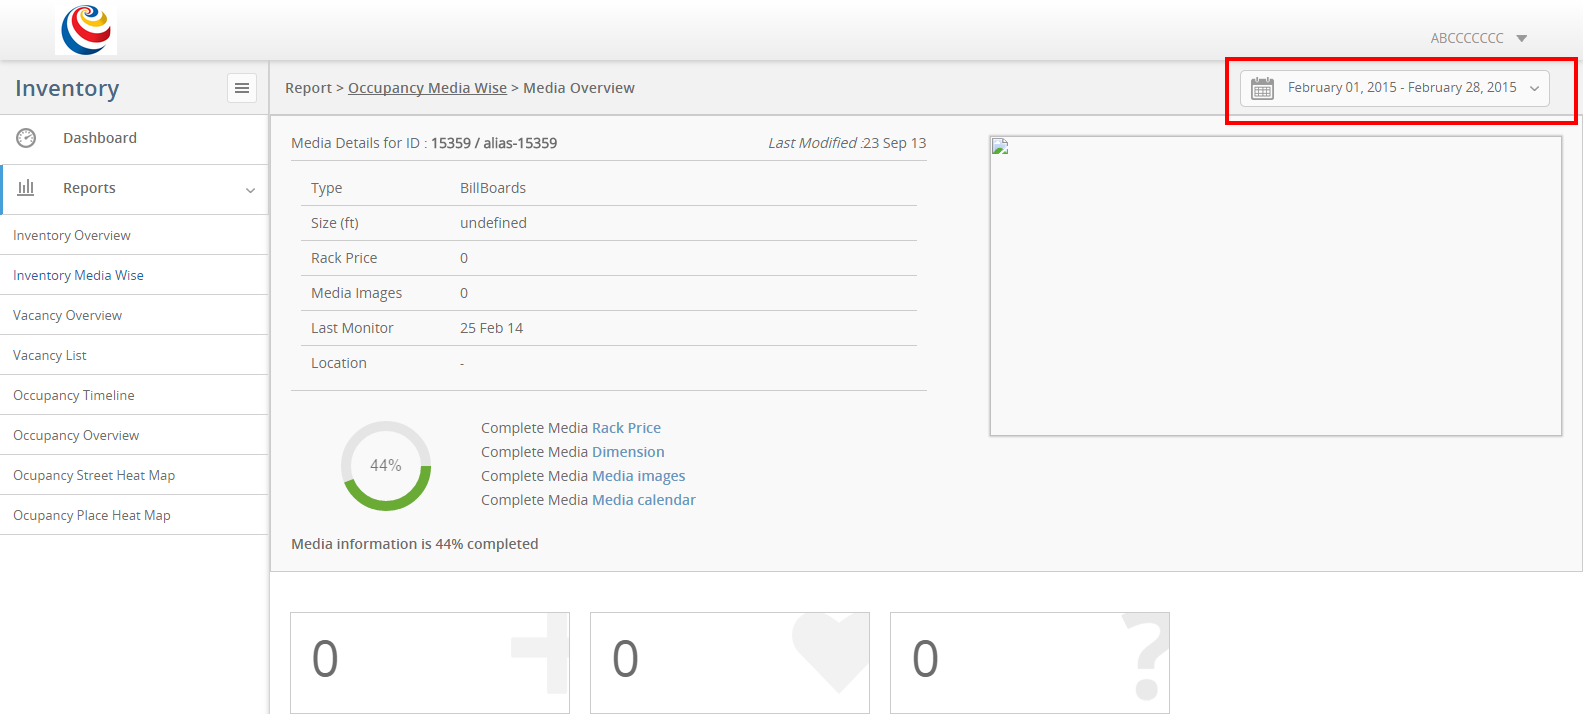 ABCCCCCCC
Inventory
Report > Occupancy Media Wise > Media Overview
February 01, 2015 - February 28, 2015
Dashboard
Reports
Inventory Overview
Inventory Media Wise
Vacancy Overview
Vacancy List
Occupancy Timeline
Occupancy Overview
Ocupancy Street Heat Map
Ocupancy Place Heat Map
Media Details for ID : 15359 / alias-15359
Last Modified :23 Sep 13
Type BillBoards
Size (ft) undefined
Rack Price 0
Media Images 0
Last Monitor 25 Feb 14
Location -
44%
Complete Media Rack Price
Complete Media Dimension
Complete Media Media images
Complete Media Media calendar
Media information is 44% completed
0
0
0 ?